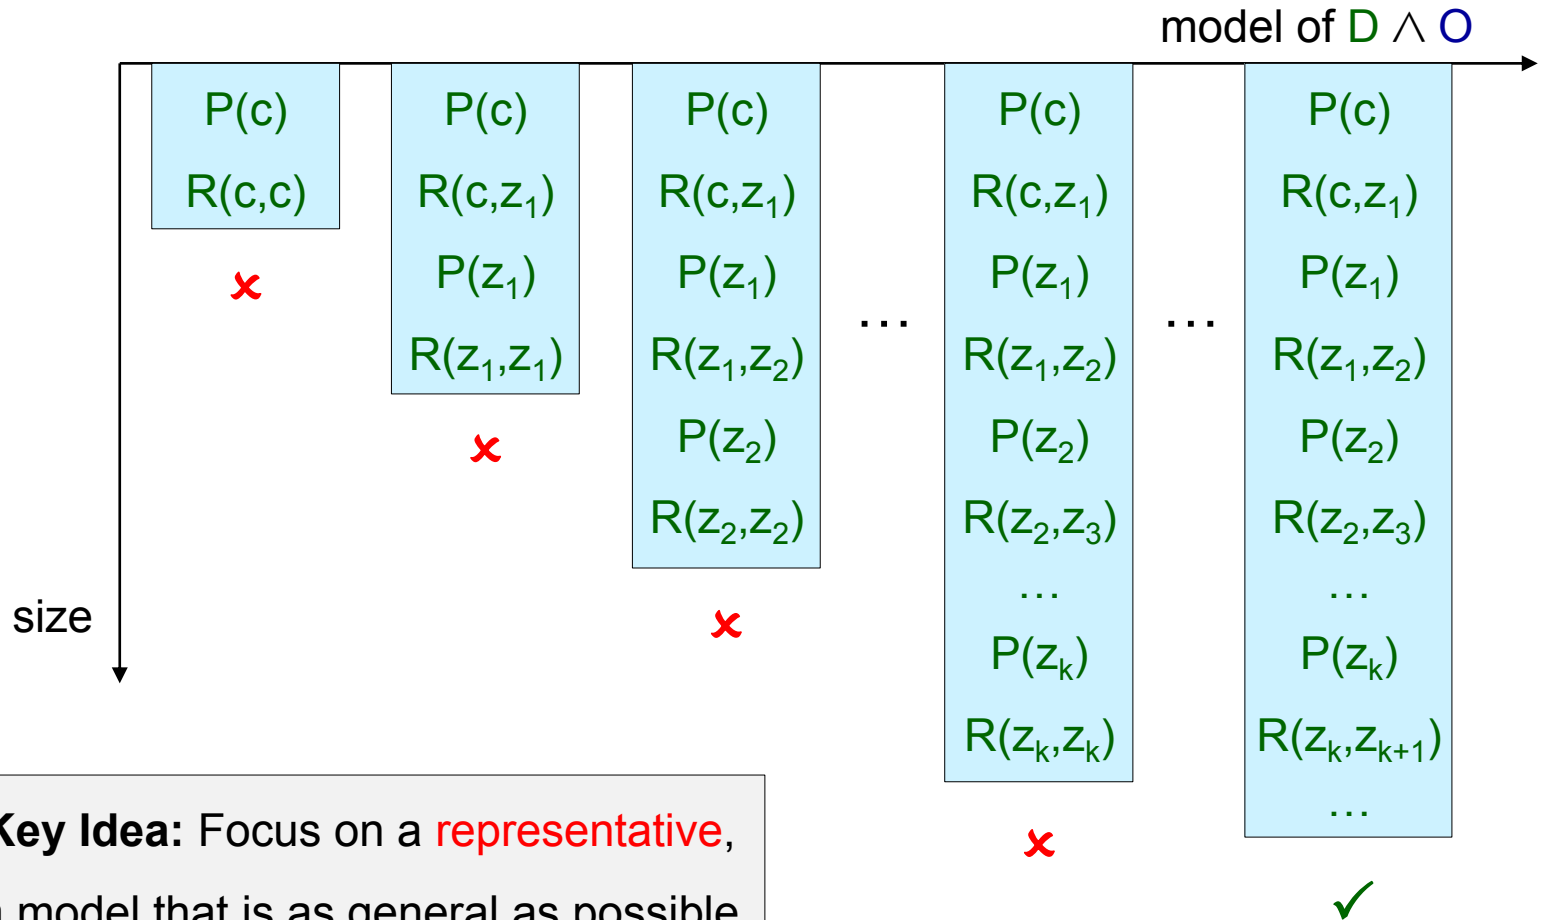 model of D ∧ O
P(c)
R(c,c)
✘
P(c)
R(c,z₁)
P(z₁)
R(z₁,z₁)
✘
P(c)
R(c,z₁)
P(z₁)
R(z₁,z₂)
P(z₂)
R(z₂,z₂)
✘
…
P(c)
R(c,z₁)
P(z₁)
R(z₁,z₂)
P(z₂)
R(z₂,z₃)
…
P(zₖ)
R(zₖ,zₖ)
✘
…
P(c)
R(c,z₁)
P(z₁)
R(z₁,z₂)
P(z₂)
R(z₂,z₃)
…
P(zₖ)
R(zₖ,zₖ₊₁)
…
✓
size
Key Idea: Focus on a representative,
a model that is as general as possible